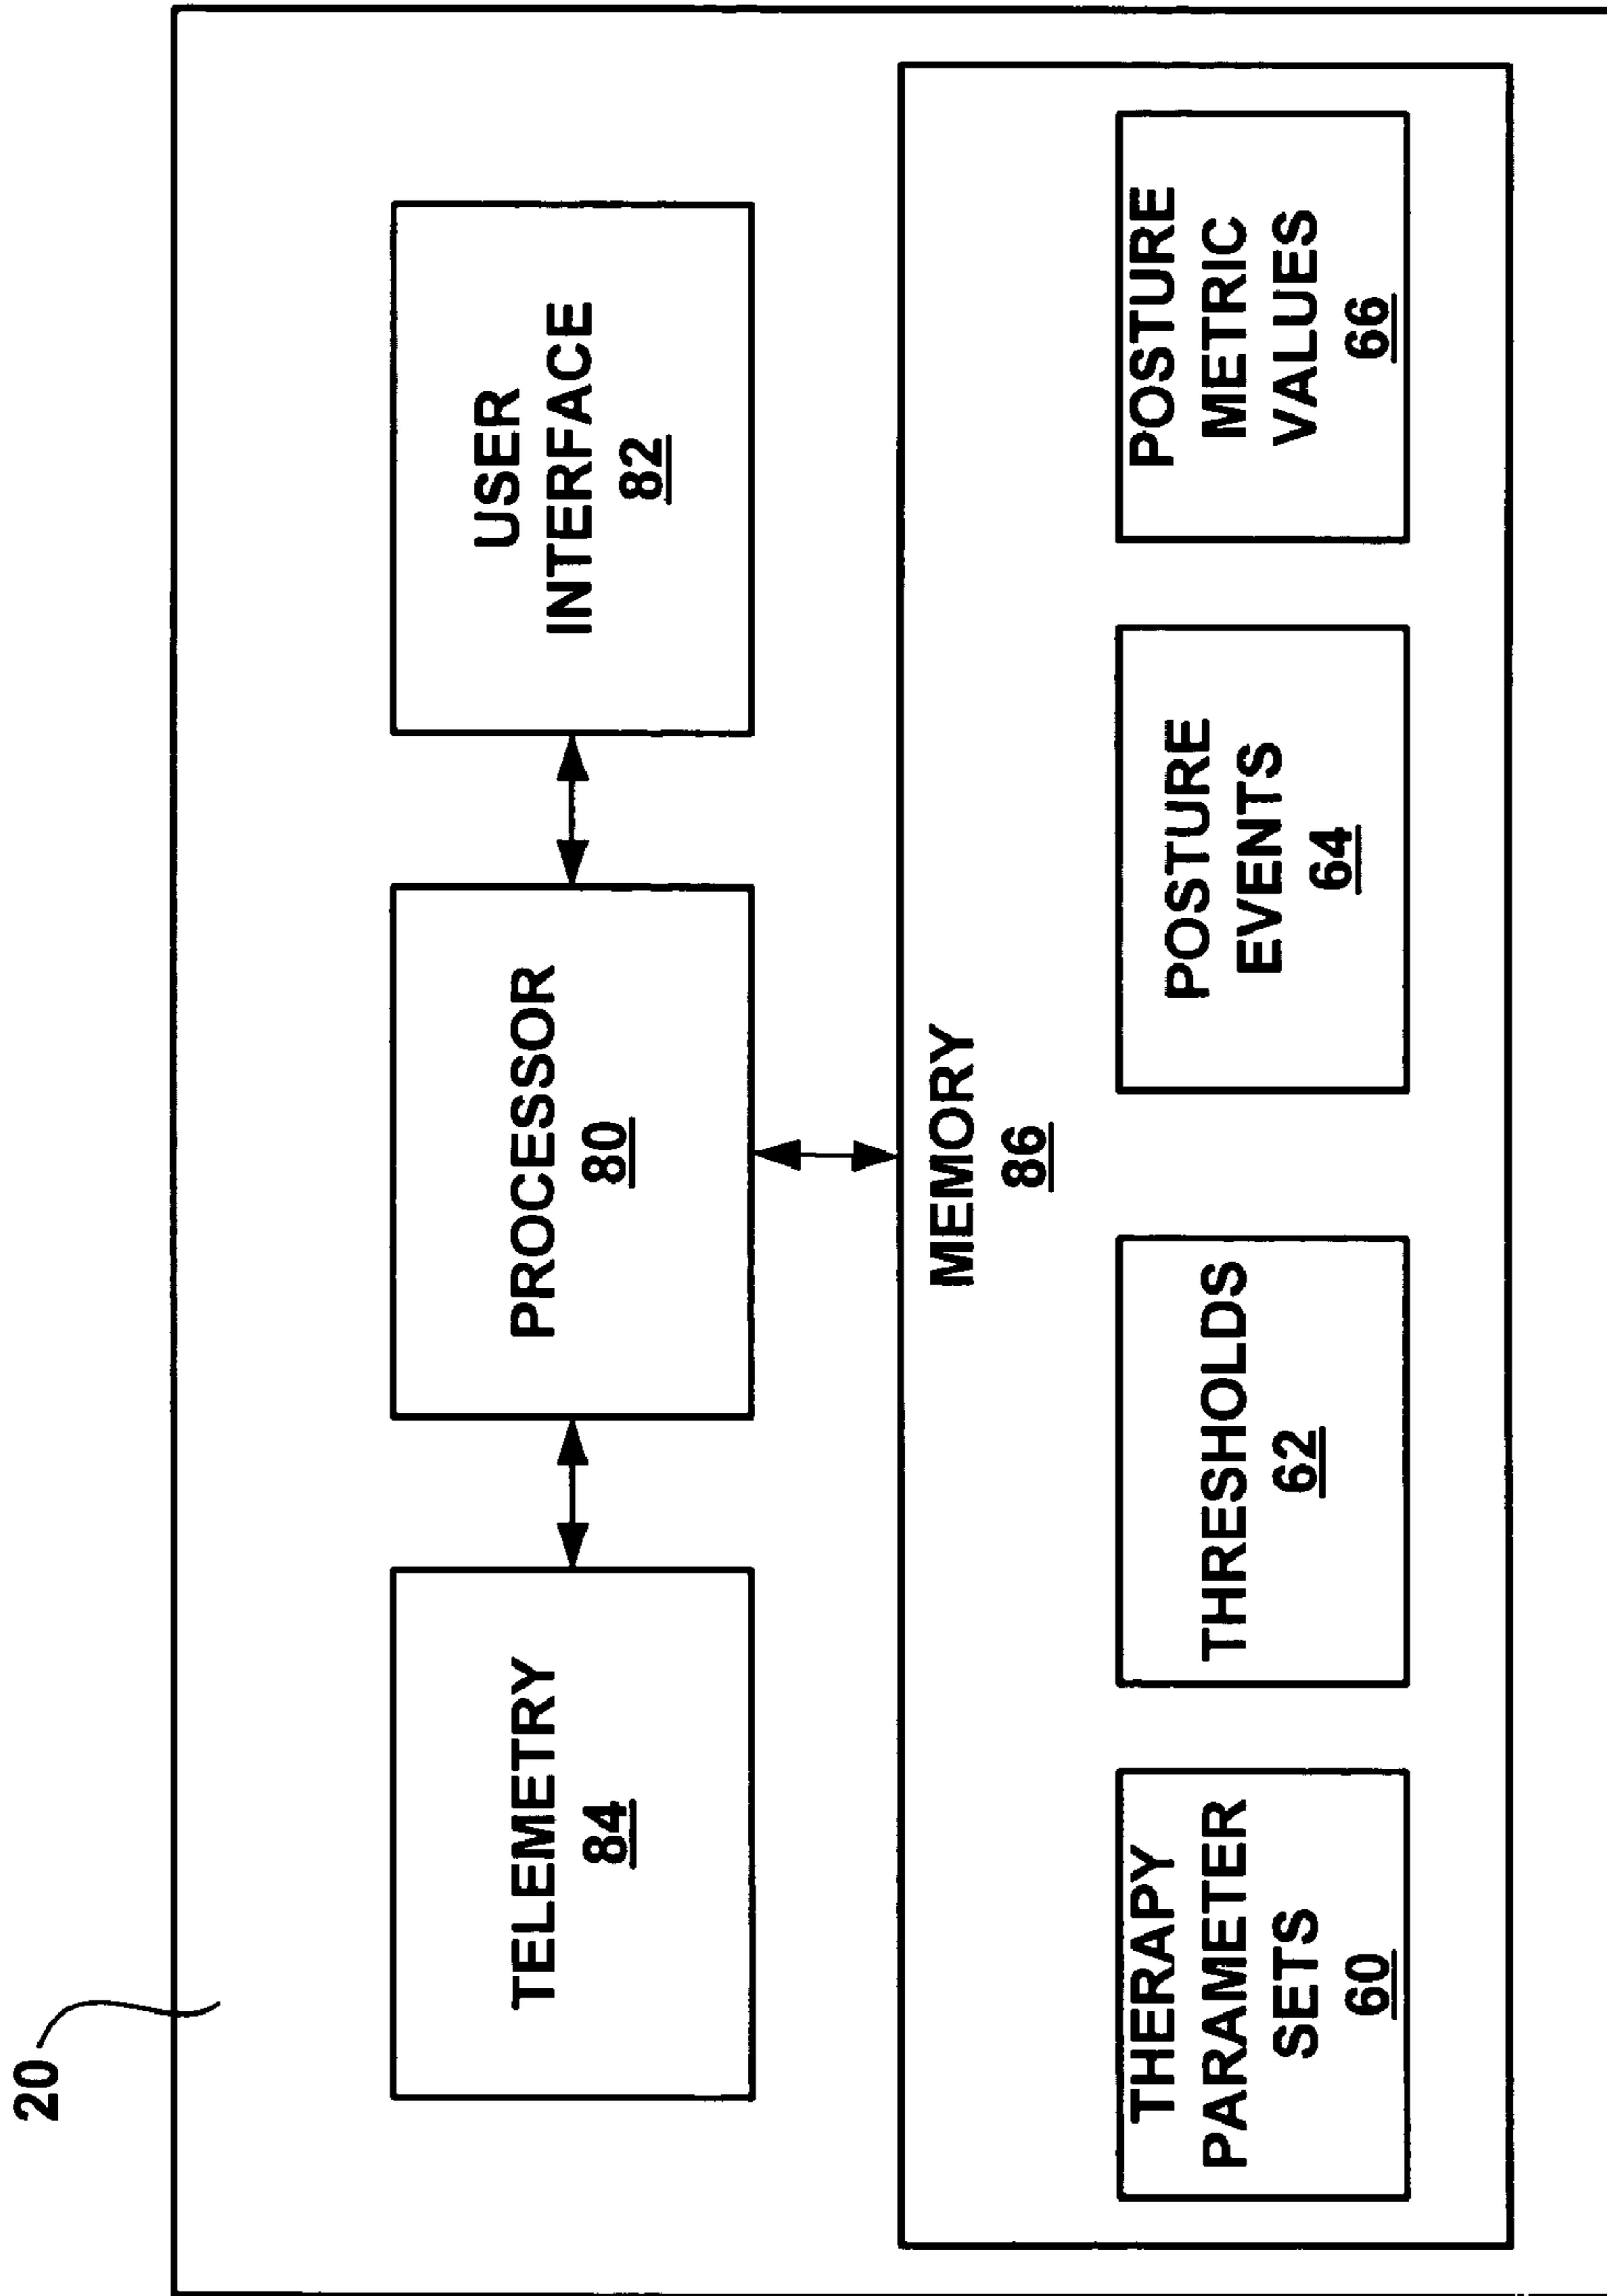 20
TELEMETRY
84
PROCESSOR
80
USER
INTERFACE
82
MEMORY
86
THERAPY
PARAMETER
SETS
60
THRESHOLDS
62
POSTURE
EVENTS
64
POSTURE
METRIC
VALUES
66